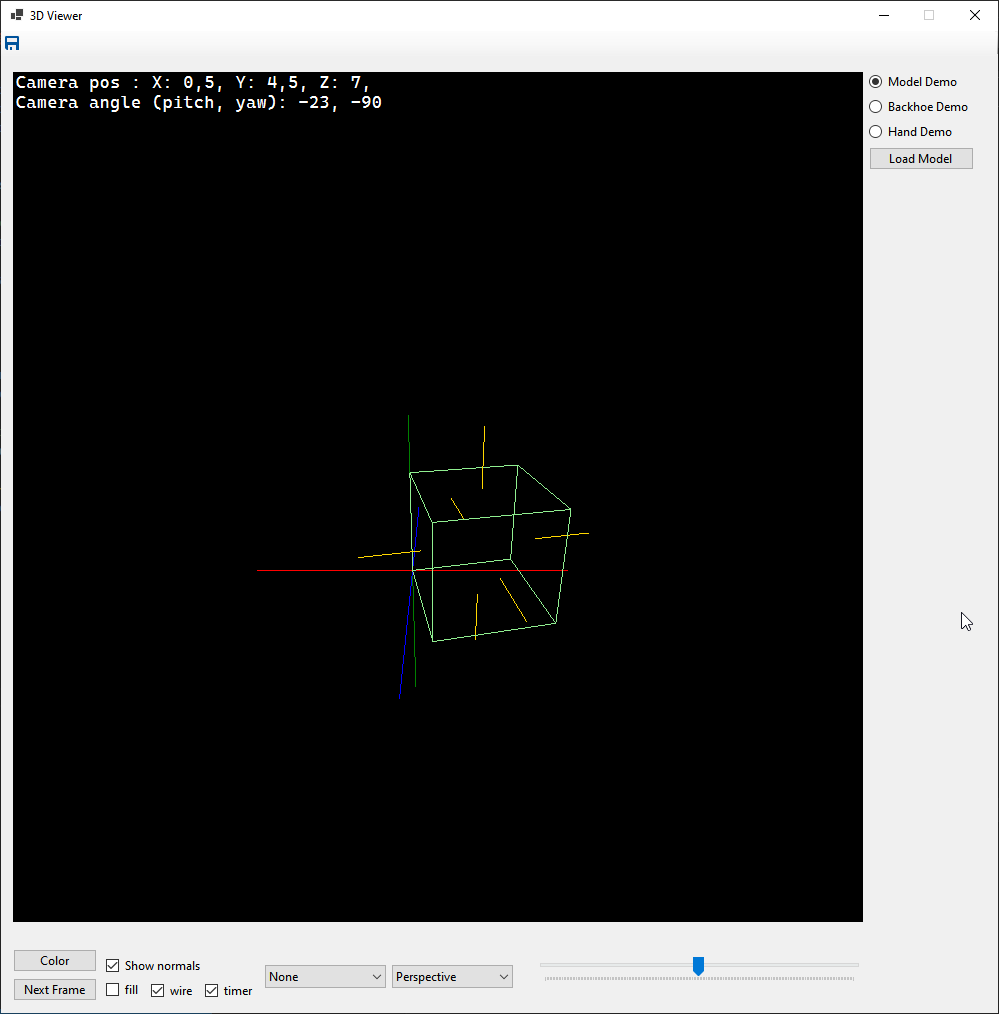 3D Viewer
Camera pos : X: 0,5, Y: 4,5, Z: 7,
Camera angle (pitch, yaw): -23, -90
Model Demo
Backhoe Demo
Hand Demo
Load Model
Color
Show normals
None
Perspective
Next Frame
fill
wire
timer